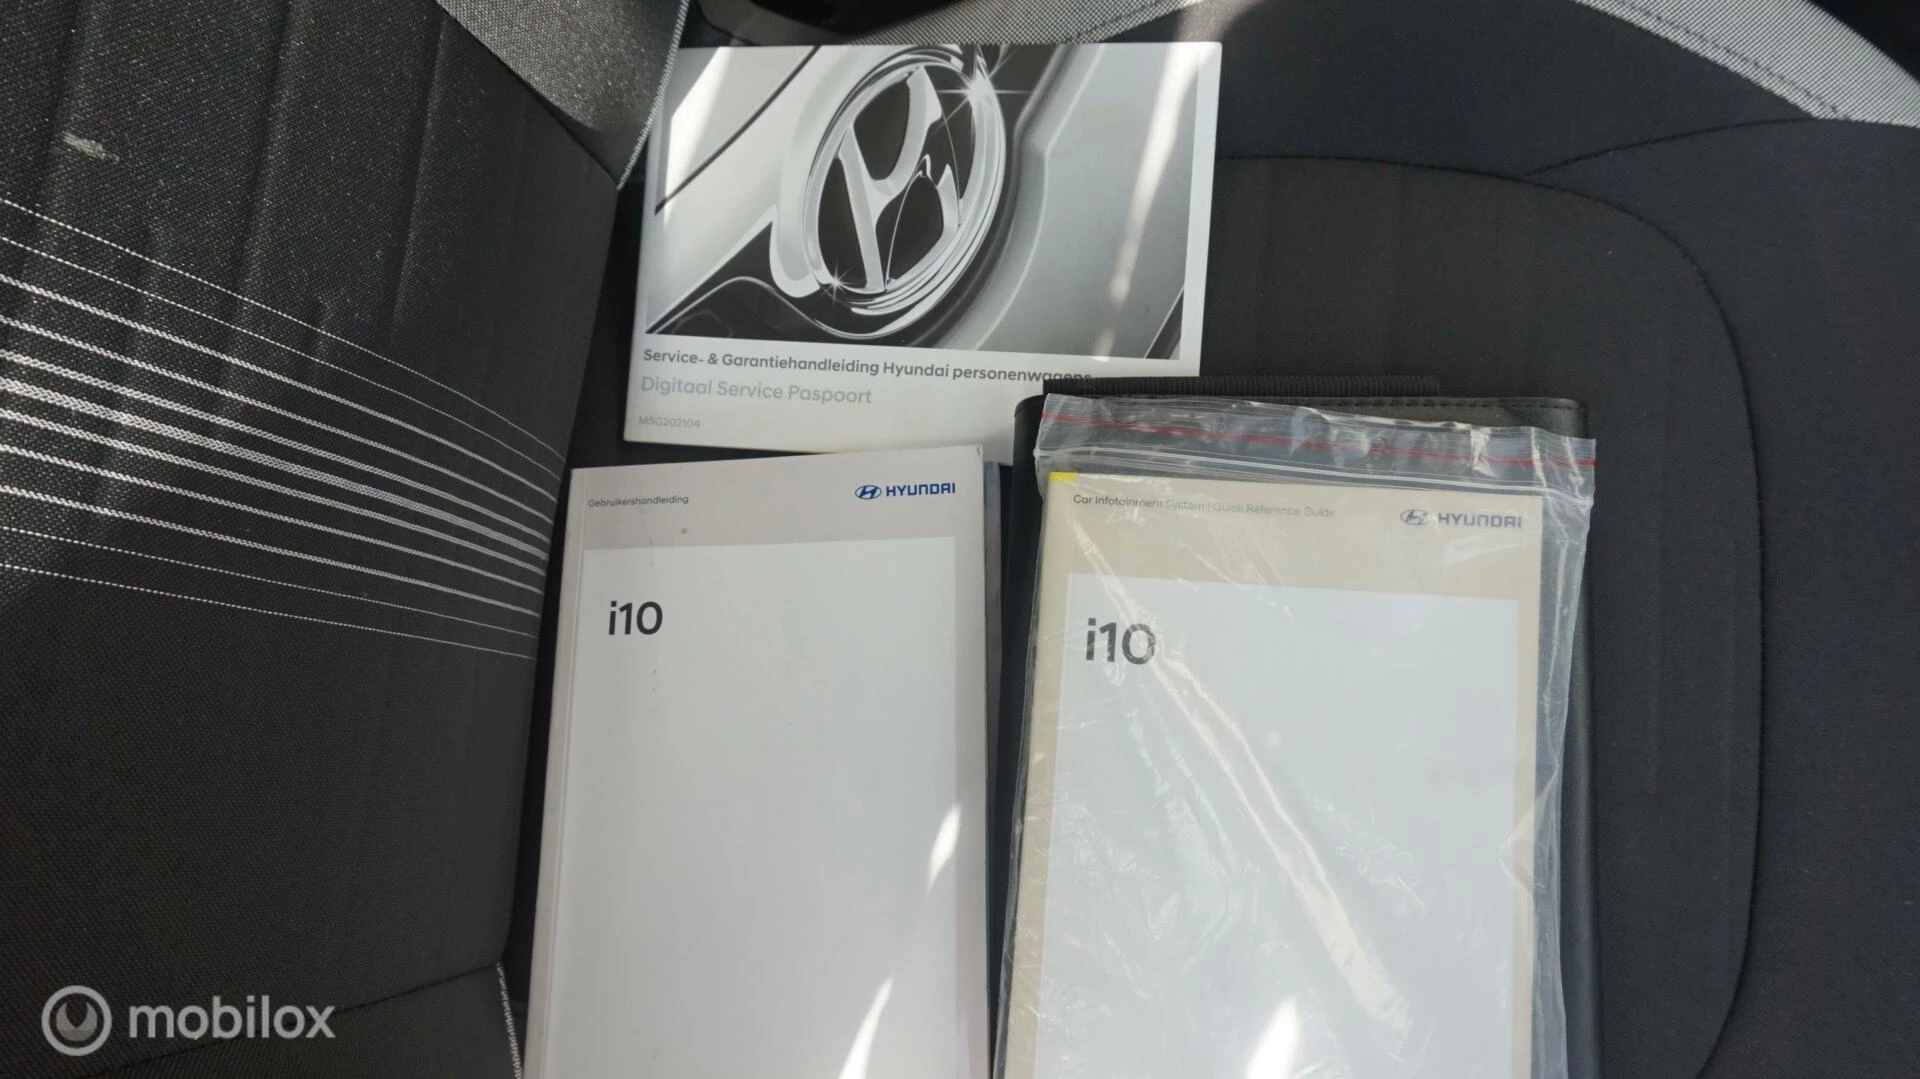 Service- & Garantiehandleiding Hyundai personenwagens
Digitaal Service Paspoort
MSG202104
Gebruikershandleiding
HYUNDAI
i10
Car Infotainment System | Quick Reference Guide
HYUNDAI
i10
mobilox